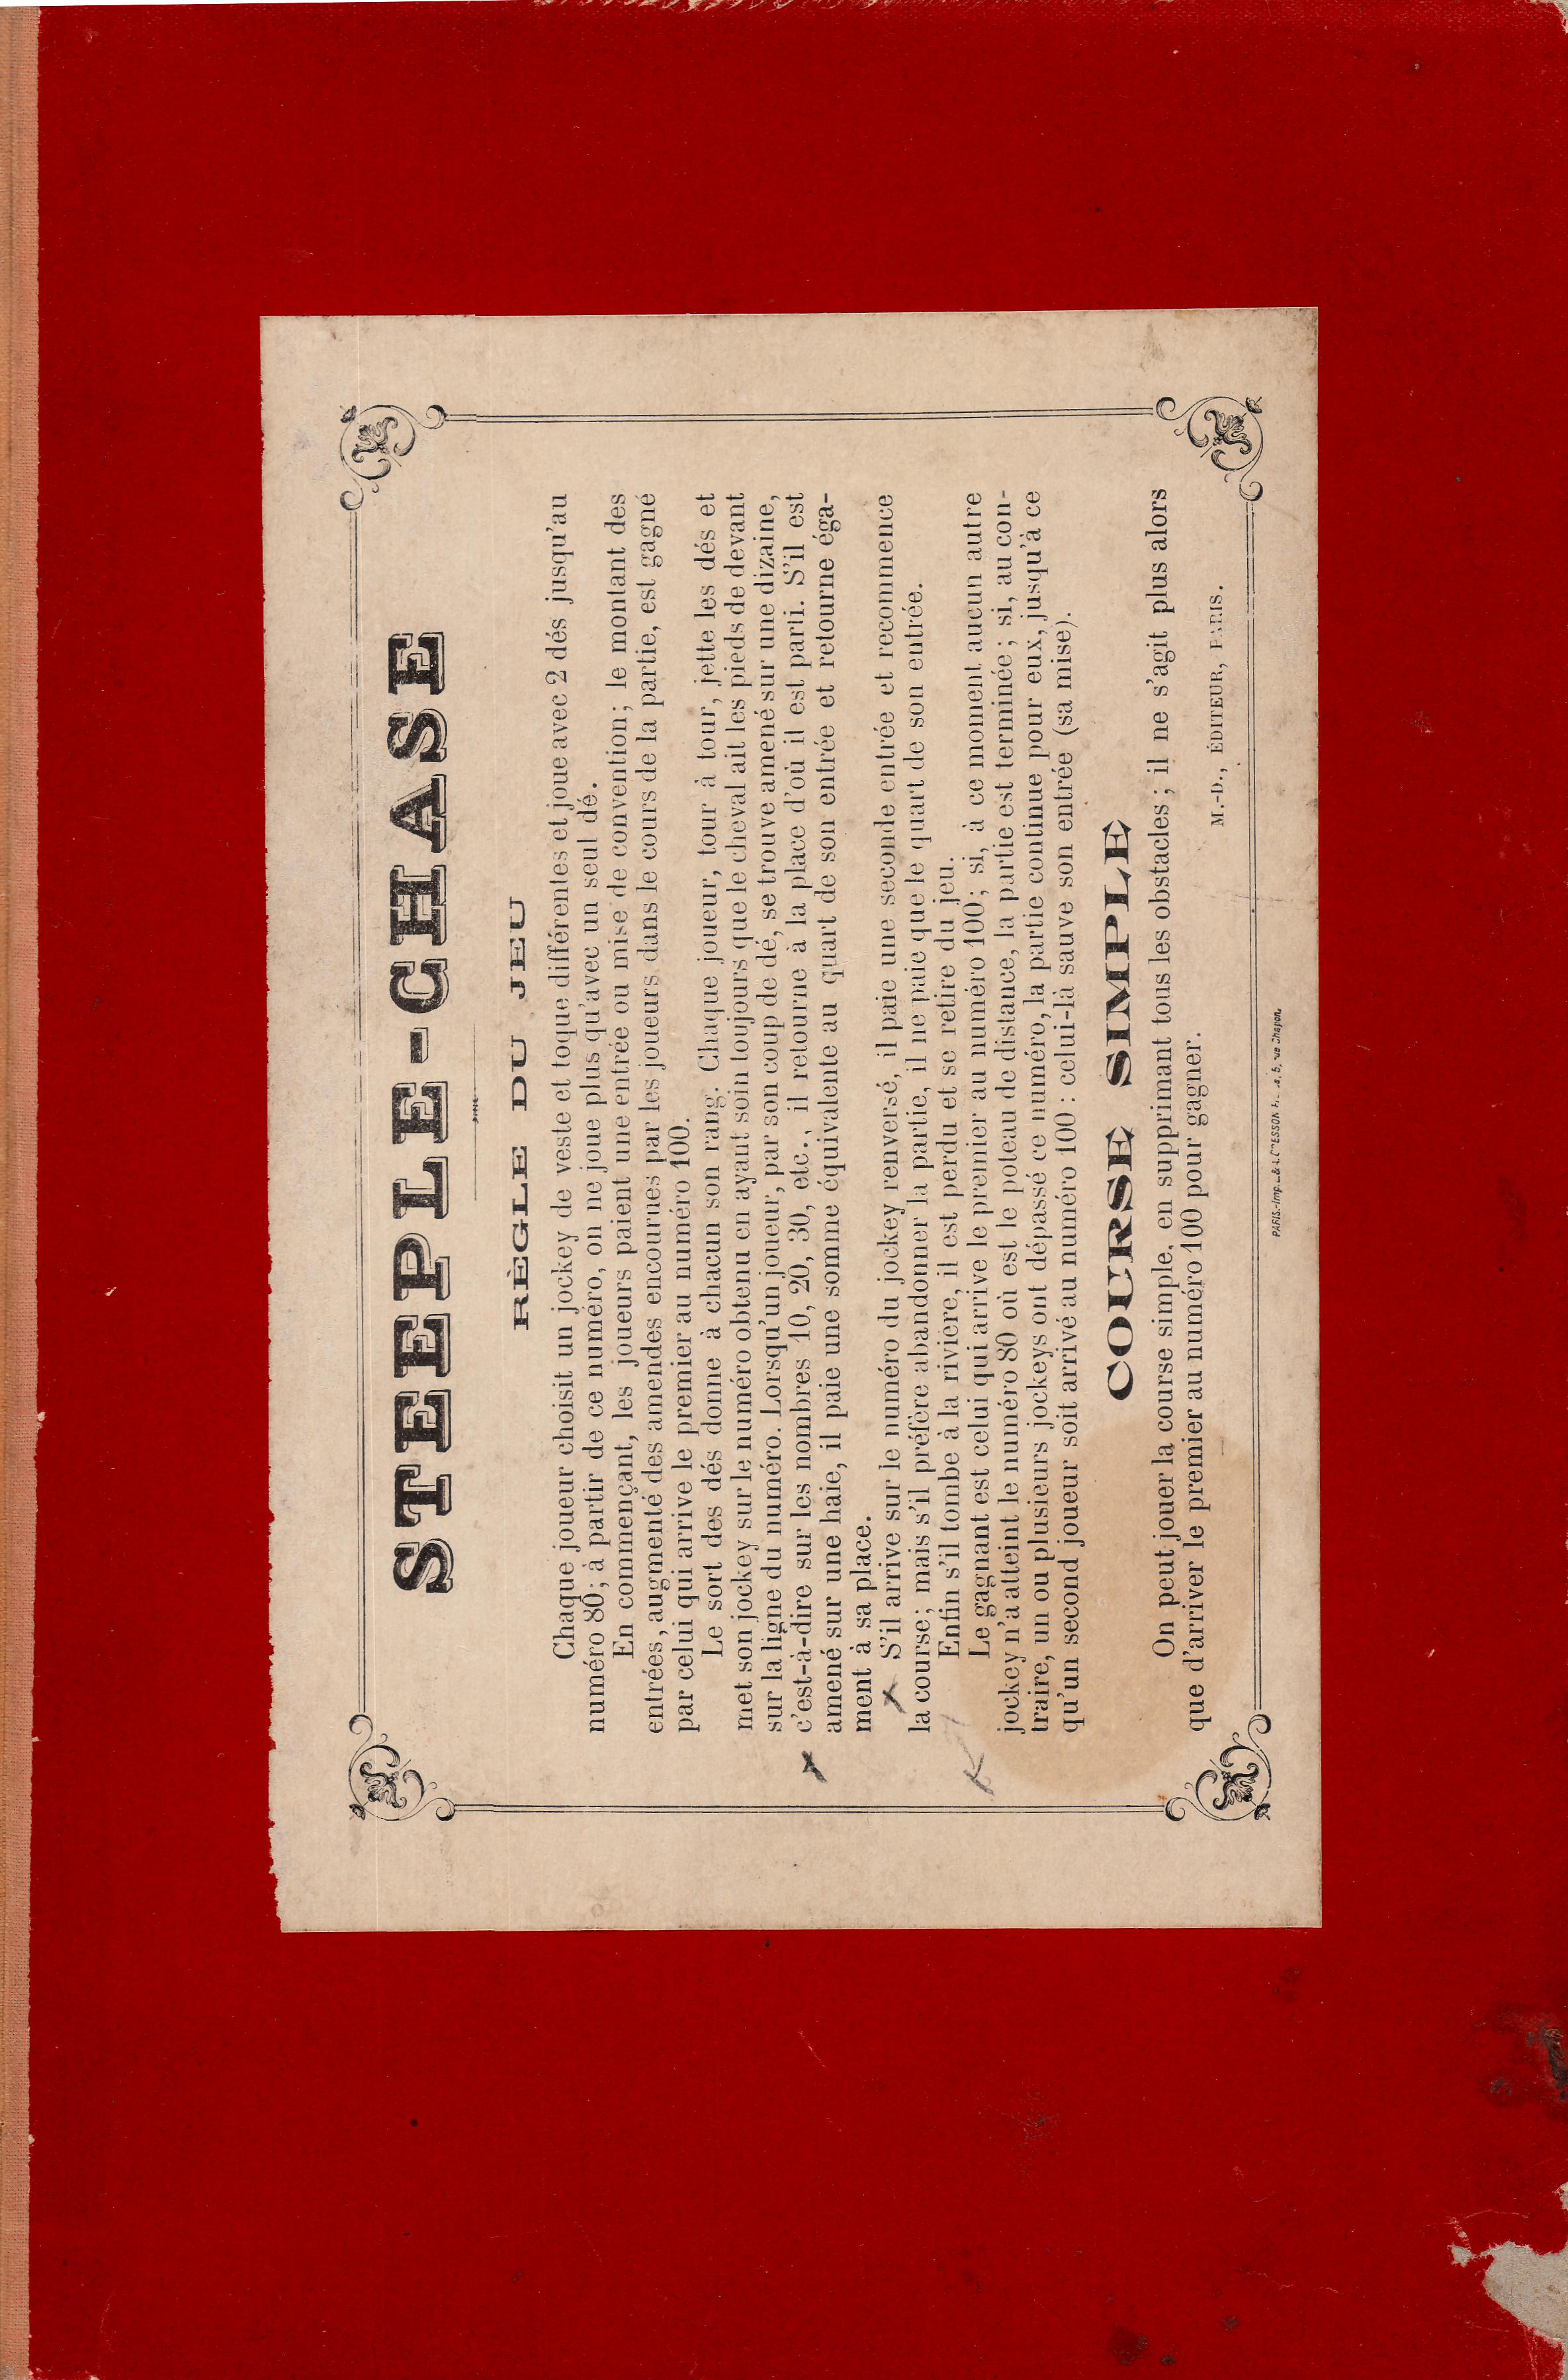 STEEPLE-CHASE
RÈGLE DU JEU
Chaque joueur choisit un jockey de veste et toque différentes et joue avec 2 dés jusqu'au
numéro 80; à partir de ce numéro, on ne joue plus qu'avec un seul dé.
En commençant, les joueurs paient une entrée ou mise de convention; le montant des
entrées, augmenté des amendes encourues par les joueurs dans le cours de la partie, est gagné
par celui qui arrive le premier au numéro 100.
Le sort des dés donne à chacun son rang. Chaque joueur, tour à tour, jette les dés et
met son jockey sur le numéro obtenu en ayant soin toujours que le cheval ait les pieds de devant
sur la ligne du numéro. Lorsqu'un joueur, par son coup de dé, se trouve amené sur une dizaine,
c'est-à-dire sur les nombres 10, 20, 30, etc., il retourne à la place d'où il est parti. S'il est
amené sur une haie, il paie une somme équivalente au quart de son entrée et retourne éga-
ment à sa place.
S'il arrive sur le numéro du jockey renversé, il paie une seconde entrée et recommence
la course; mais s'il préfère abandonner la partie, il ne paie que le quart de son entrée.
Enfin s'il tombe à la rivière, il est perdu et se retire du jeu.
Le gagnant est celui qui arrive le premier au numéro 100; si, à ce moment aucun autre
jockey n'a atteint le numéro 80 où est le poteau de distance, la partie est terminée; si, au con-
traire, un ou plusieurs jockeys ont dépassé ce numéro, la partie continue pour eux, jusqu'à ce
qu'un second joueur soit arrivé au numéro 100 : celui-là sauve son entrée (sa mise).
COURSE SIMPLE
On peut jouer la course simple, en supprimant tous les obstacles; il ne s'agit plus alors
que d'arriver le premier au numéro 100 pour gagner.
M.-D., ÉDITEUR, PARIS.
PARIS.-Imp. rue Chapon.